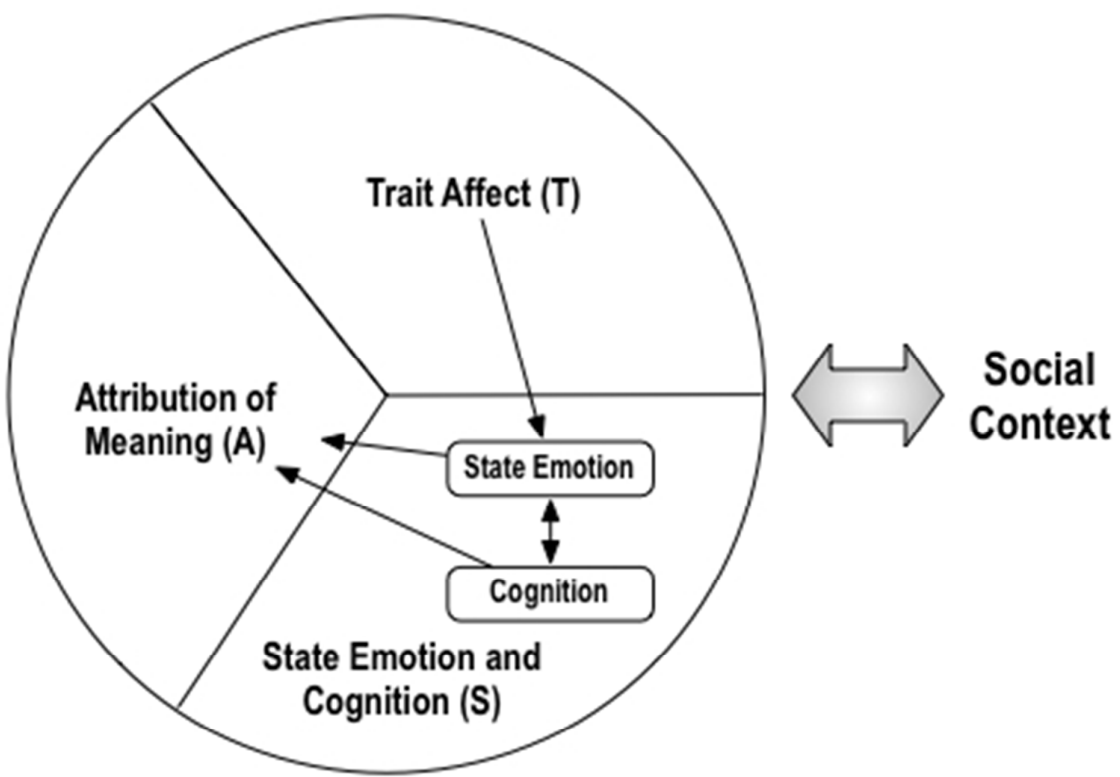 Trait Affect (T)
Attribution of
Meaning (A)
State Emotion
Cognition
State Emotion and
Cognition (S)
Social
Context